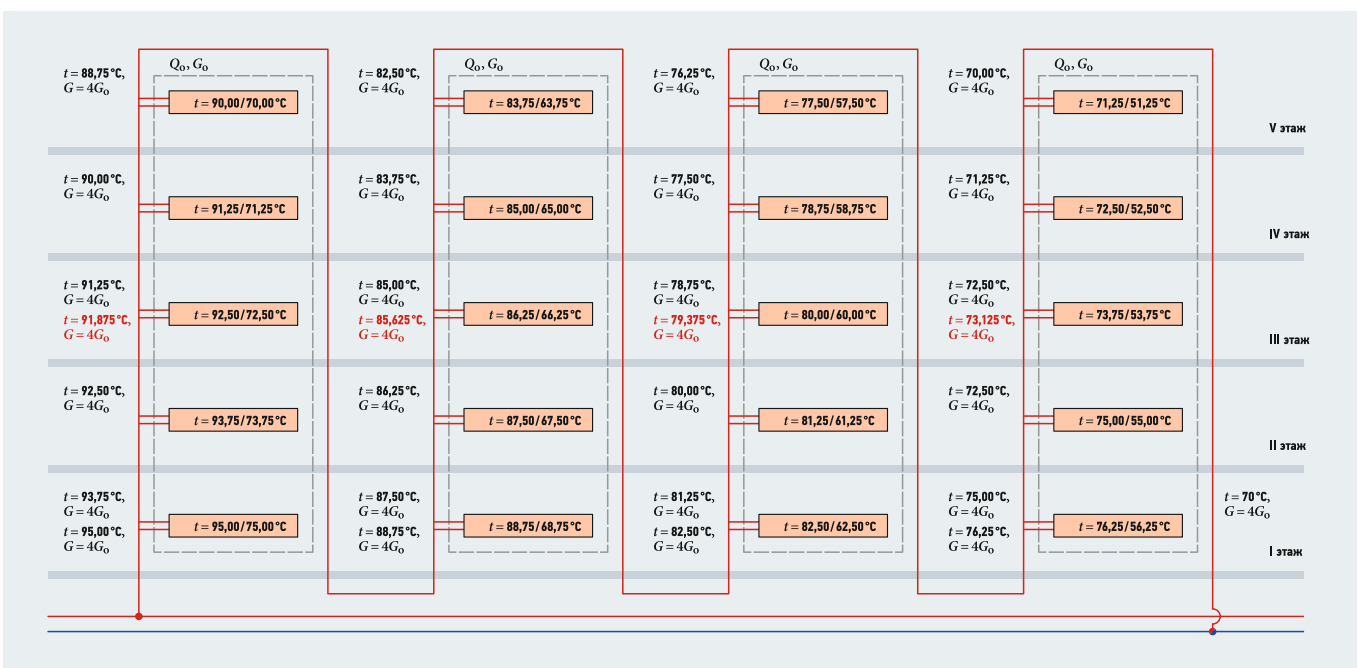 t = 88,75 °C,
G = 4Gₒ
Qₒ, Gₒ
t = 90,00/70,00 °C
t = 82,50 °C,
G = 4Gₒ
Qₒ, Gₒ
t = 83,75/63,75 °C
t = 76,25 °C,
G = 4Gₒ
Qₒ, Gₒ
t = 77,50/57,50 °C
t = 70,00 °C,
G = 4Gₒ
Qₒ, Gₒ
t = 71,25/51,25 °C
V этаж
t = 90,00 °C,
G = 4Gₒ
t = 91,25/71,25 °C
t = 83,75 °C,
G = 4Gₒ
t = 85,00/65,00 °C
t = 77,50 °C,
G = 4Gₒ
t = 78,75/58,75 °C
t = 71,25 °C,
G = 4Gₒ
t = 72,50/52,50 °C
IV этаж
t = 91,25 °C,
G = 4Gₒ
t = 91,875 °C,
G = 4Gₒ
t = 92,50/72,50 °C
t = 85,00 °C,
G = 4Gₒ
t = 85,625 °C,
G = 4Gₒ
t = 86,25/66,25 °C
t = 78,75 °C,
G = 4Gₒ
t = 79,375 °C,
G = 4Gₒ
t = 80,00/60,00 °C
t = 72,50 °C,
G = 4Gₒ
t = 73,125 °C,
G = 4Gₒ
t = 73,75/53,75 °C
III этаж
t = 92,50 °C,
G = 4Gₒ
t = 93,75/73,75 °C
t = 86,25 °C,
G = 4Gₒ
t = 87,50/67,50 °C
t = 80,00 °C,
G = 4Gₒ
t = 81,25/61,25 °C
t = 72,50 °C,
G = 4Gₒ
t = 75,00/55,00 °C
II этаж
t = 93,75 °C,
G = 4Gₒ
t = 95,00 °C,
G = 4Gₒ
t = 95,00/75,00 °C
t = 87,50 °C,
G = 4Gₒ
t = 88,75 °C,
G = 4Gₒ
t = 88,75/68,75 °C
t = 81,25 °C,
G = 4Gₒ
t = 82,50 °C,
G = 4Gₒ
t = 82,50/62,50 °C
t = 75,00 °C,
G = 4Gₒ
t = 76,25 °C,
G = 4Gₒ
t = 76,25/56,25 °C
t = 70 °C,
G = 4Gₒ
I этаж